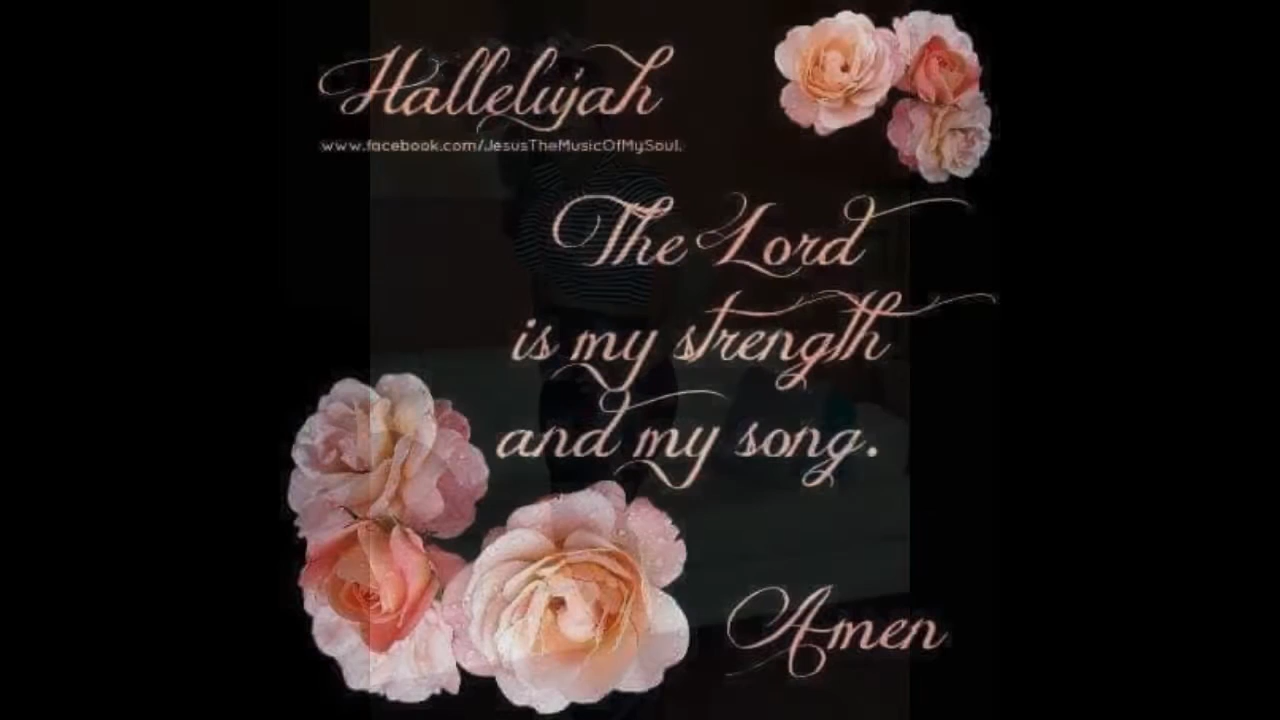 Hallelujah
www.facebook.com/JesusTheMusicOfMySoul.
The Lord
is my strength
and my song.
Amen